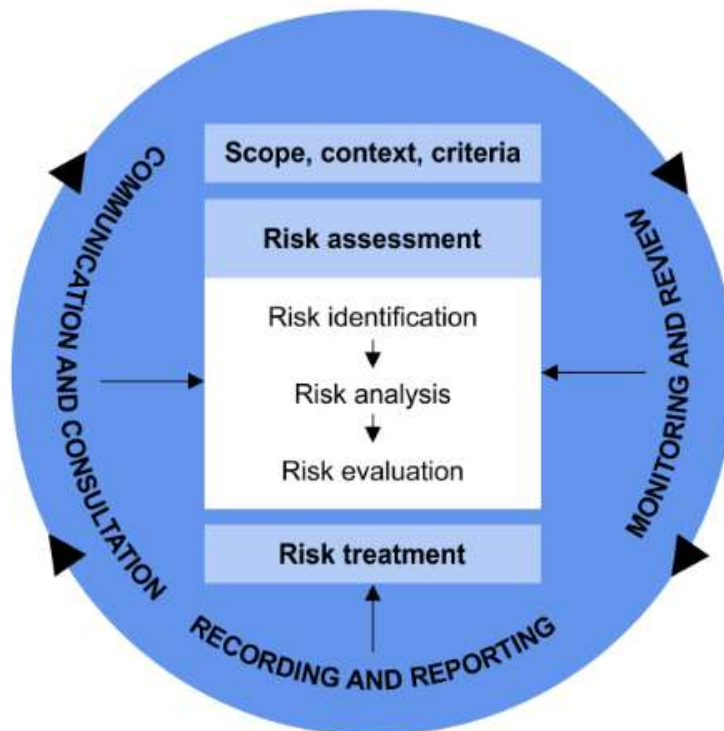 Scope, context, criteria
Risk assessment
Risk identification
Risk analysis
Risk evaluation
Risk treatment
COMMUNICATION AND CONSULTATION
MONITORING AND REVIEW
RECORDING AND REPORTING